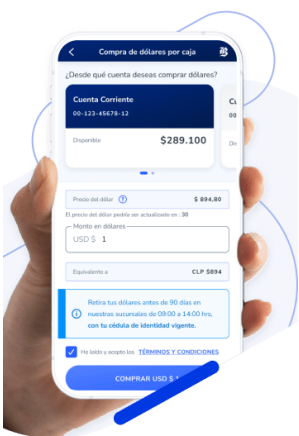 Compra de dólares por caja
¿Desde qué cuenta deseas comprar dólares?
Cuenta Corriente
00-123-45678-12
Disponible
$289.100
Cu
00
Precio del dólar
$ 894,80
El precio del dólar podría ser actualizado en : 30
Monto en dólares
USD $ 1
Equivalente a
CLP $894
Retira tus dólares antes de 90 días en
nuestras sucursales de 09:00 a 14:00 hrs,
con tu cédula de identidad vigente.
He leído y acepto los TÉRMINOS Y CONDICIONES
COMPRAR USD $